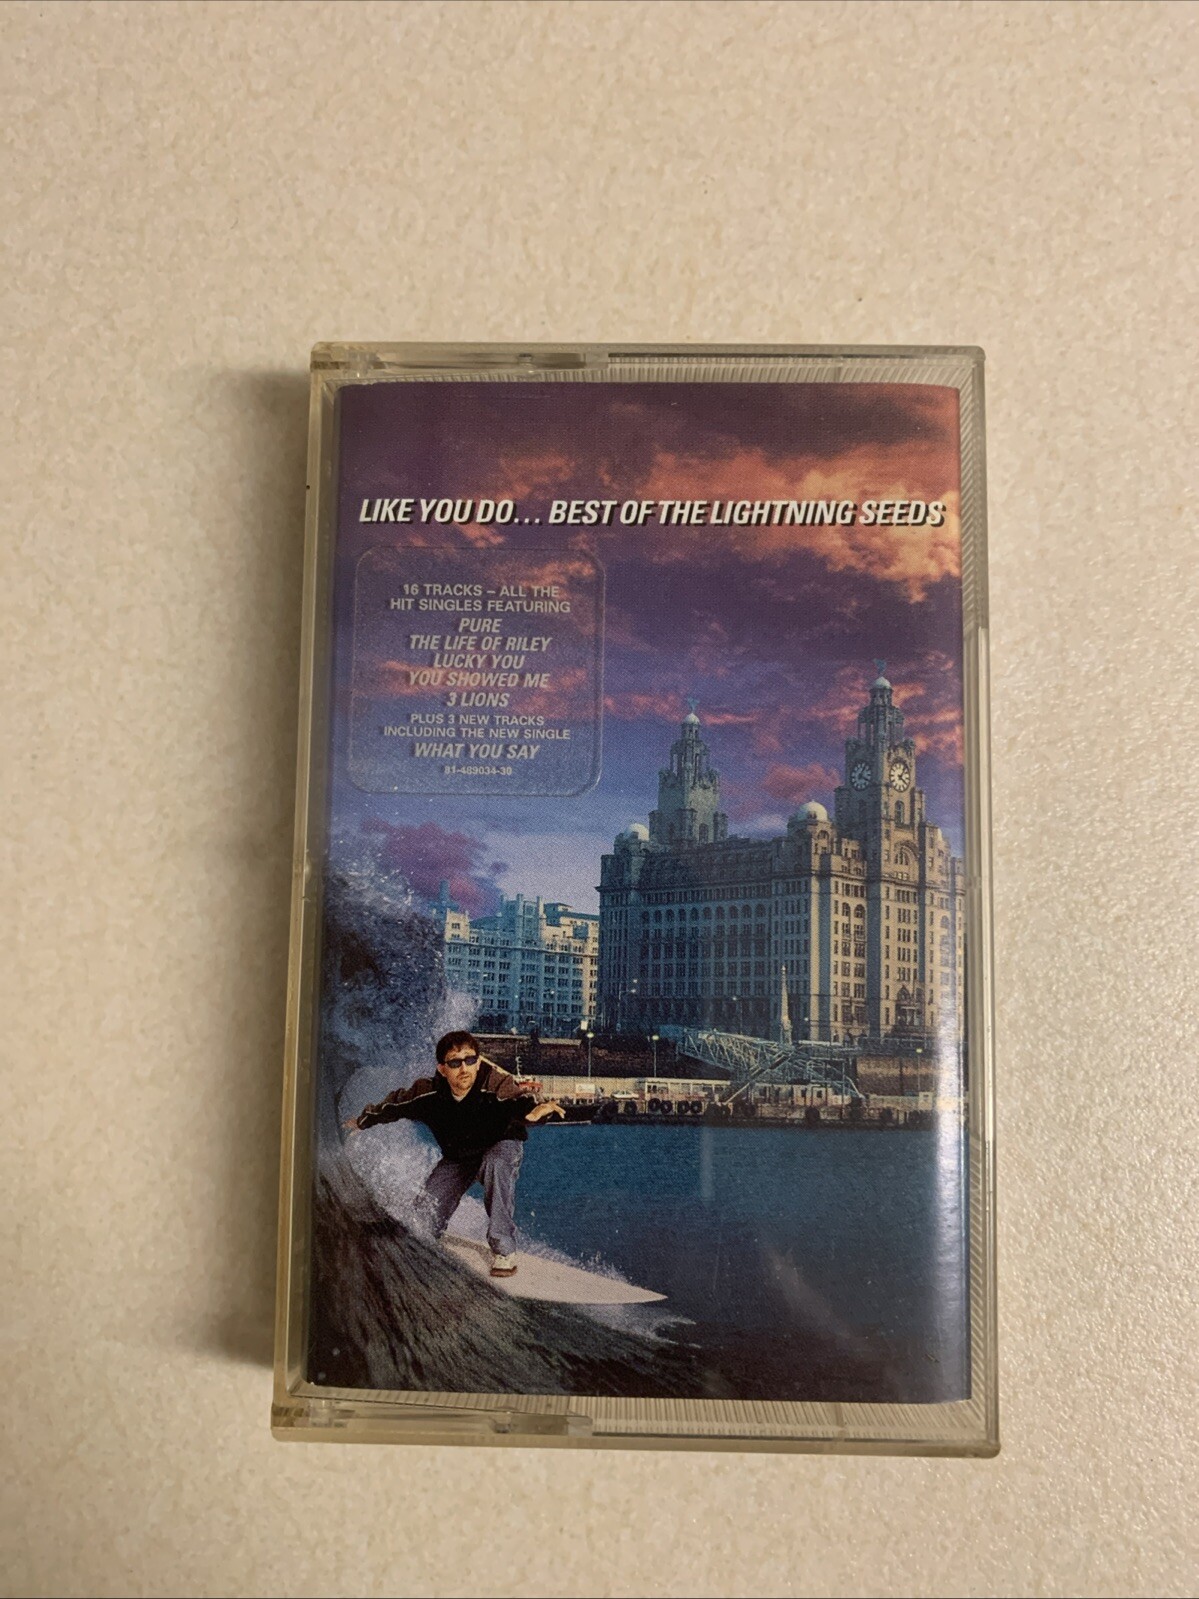 LIKE YOU DO... BEST OF THE LIGHTNING SEEDS
16 TRACKS – ALL THE
HIT SINGLES FEATURING
PURE
THE LIFE OF RILEY
LUCKY YOU
YOU SHOWED ME
3 LIONS
PLUS 3 NEW TRACKS
INCLUDING THE NEW SINGLE
WHAT YOU SAY
81-489034-30